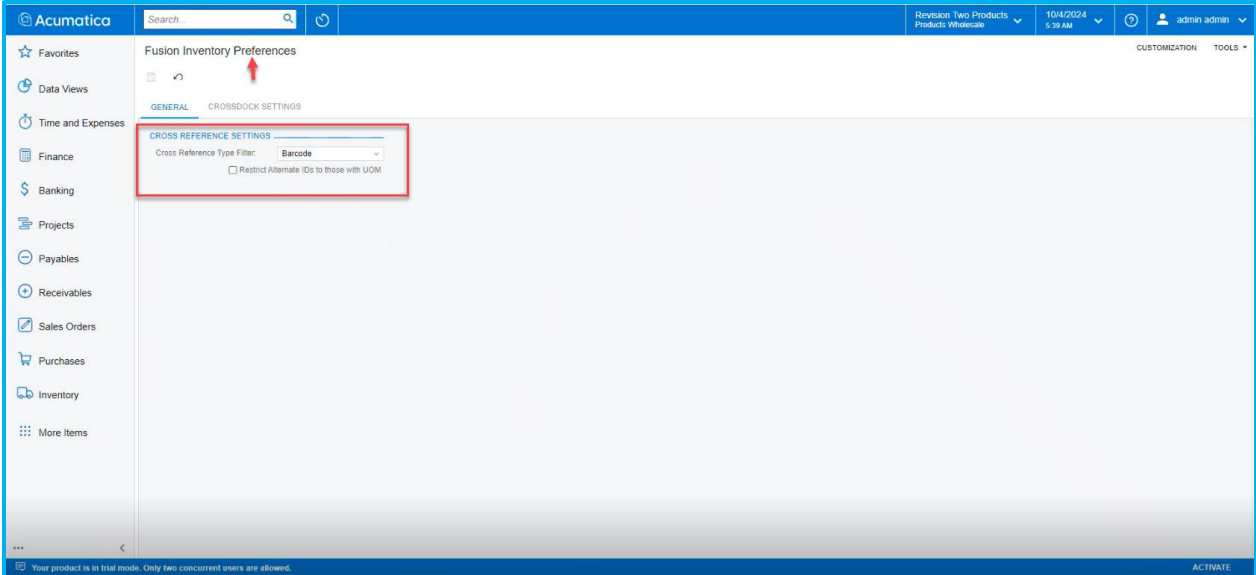 Acumatica
Search...
Revision Two Products
Products Wholesale
10/4/2024
5:39 AM
admin admin
Favorites
Data Views
Time and Expenses
Finance
Banking
Projects
Payables
Receivables
Sales Orders
Purchases
Inventory
More Items
Fusion Inventory Preferences
CUSTOMIZATION TOOLS
GENERAL CROSSDOCK SETTINGS
CROSS REFERENCE SETTINGS
Cross Reference Type Filter: Barcode
Restrict Alternate IDs to those with UOM
Your product is in trial mode. Only two concurrent users are allowed.
ACTIVATE